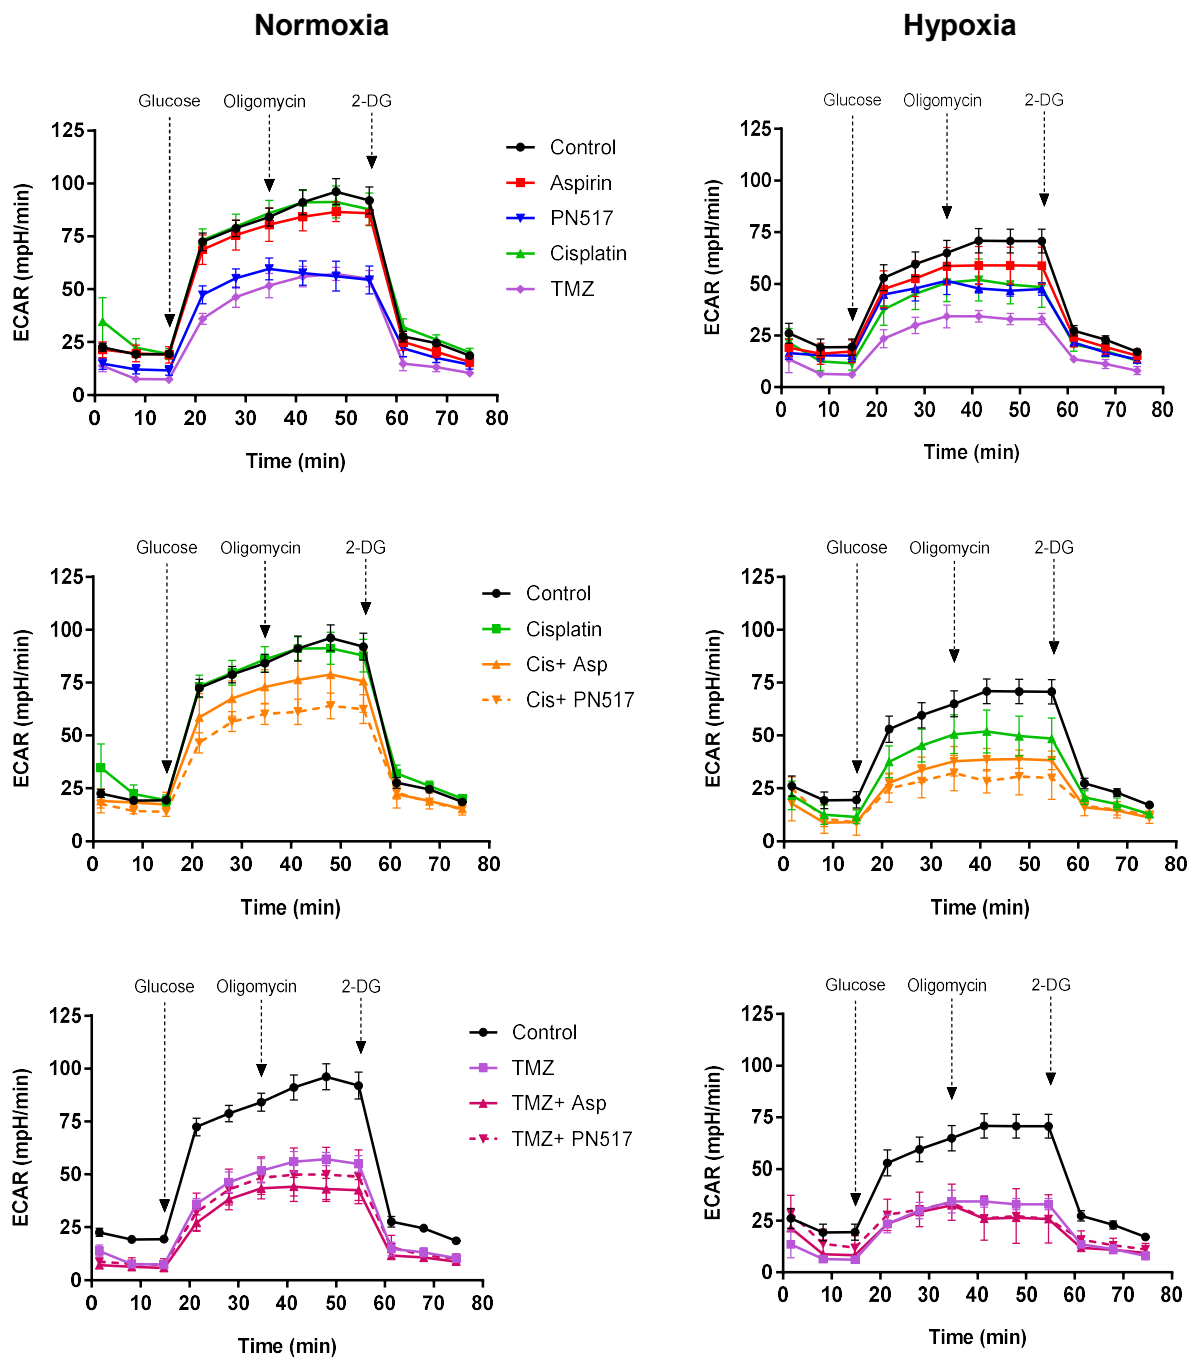 Normoxia
Hypoxia
Glucose Oligomycin 2-DG
125
100
75
50
25
0
ECAR (mpH/min)
0 10 20 30 40 50 60 70 80
Time (min)
Control
Aspirin
PN517
Cisplatin
TMZ
Glucose Oligomycin 2-DG
125
100
75
50
25
0
ECAR (mpH/min)
0 10 20 30 40 50 60 70 80
Time (min)
Glucose Oligomycin 2-DG
125
100
75
50
25
0
ECAR (mpH/min)
0 10 20 30 40 50 60 70 80
Time (min)
Control
Cisplatin
Cis+ Asp
Cis+ PN517
Glucose Oligomycin 2-DG
125
100
75
50
25
0
ECAR (mpH/min)
0 10 20 30 40 50 60 70 80
Time (min)
Glucose Oligomycin 2-DG
125
100
75
50
25
0
ECAR (mpH/min)
0 10 20 30 40 50 60 70 80
Time (min)
Control
TMZ
TMZ+ Asp
TMZ+ PN517
Glucose Oligomycin 2-DG
125
100
75
50
25
0
ECAR (mpH/min)
0 10 20 30 40 50 60 70 80
Time (min)